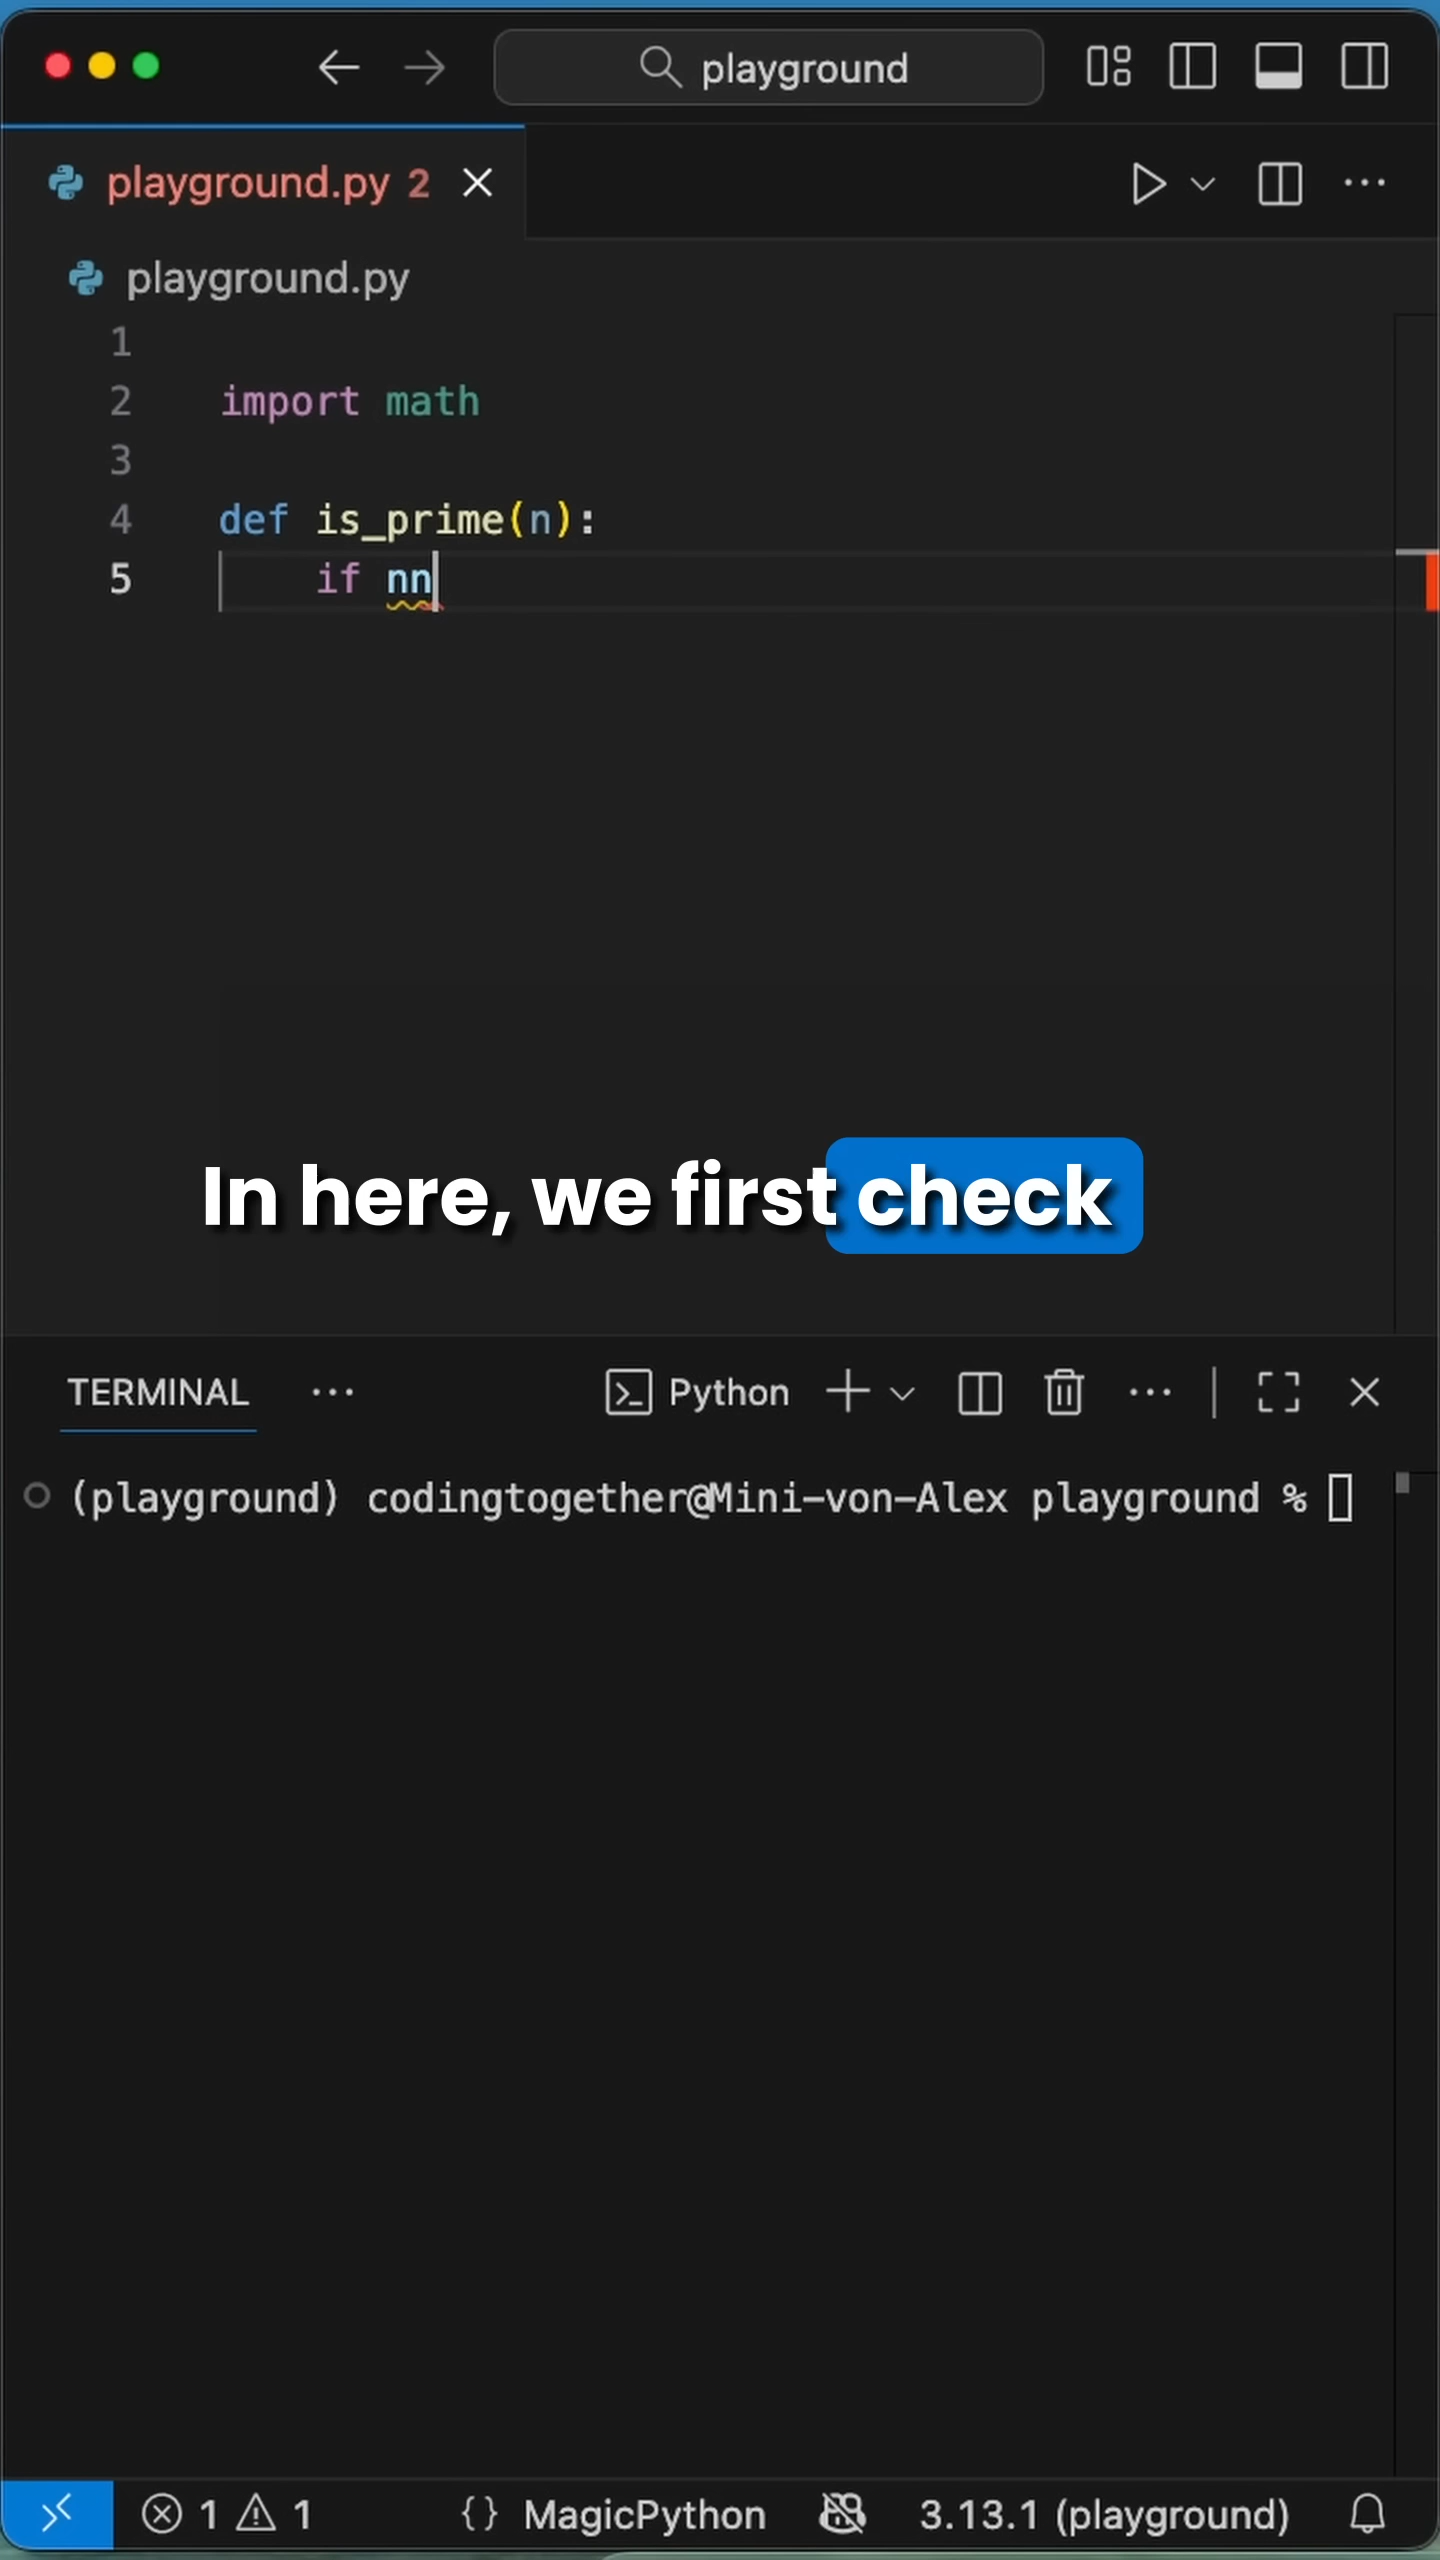 playground
playground.py 2
playground.py
1
2 import math
3
4 def is_prime(n):
5 if nn
In here, we first check
TERMINAL ... Python
(playground) codingtogether@Mini-von-Alex playground %
1 1 {} MagicPython 3.13.1 (playground)